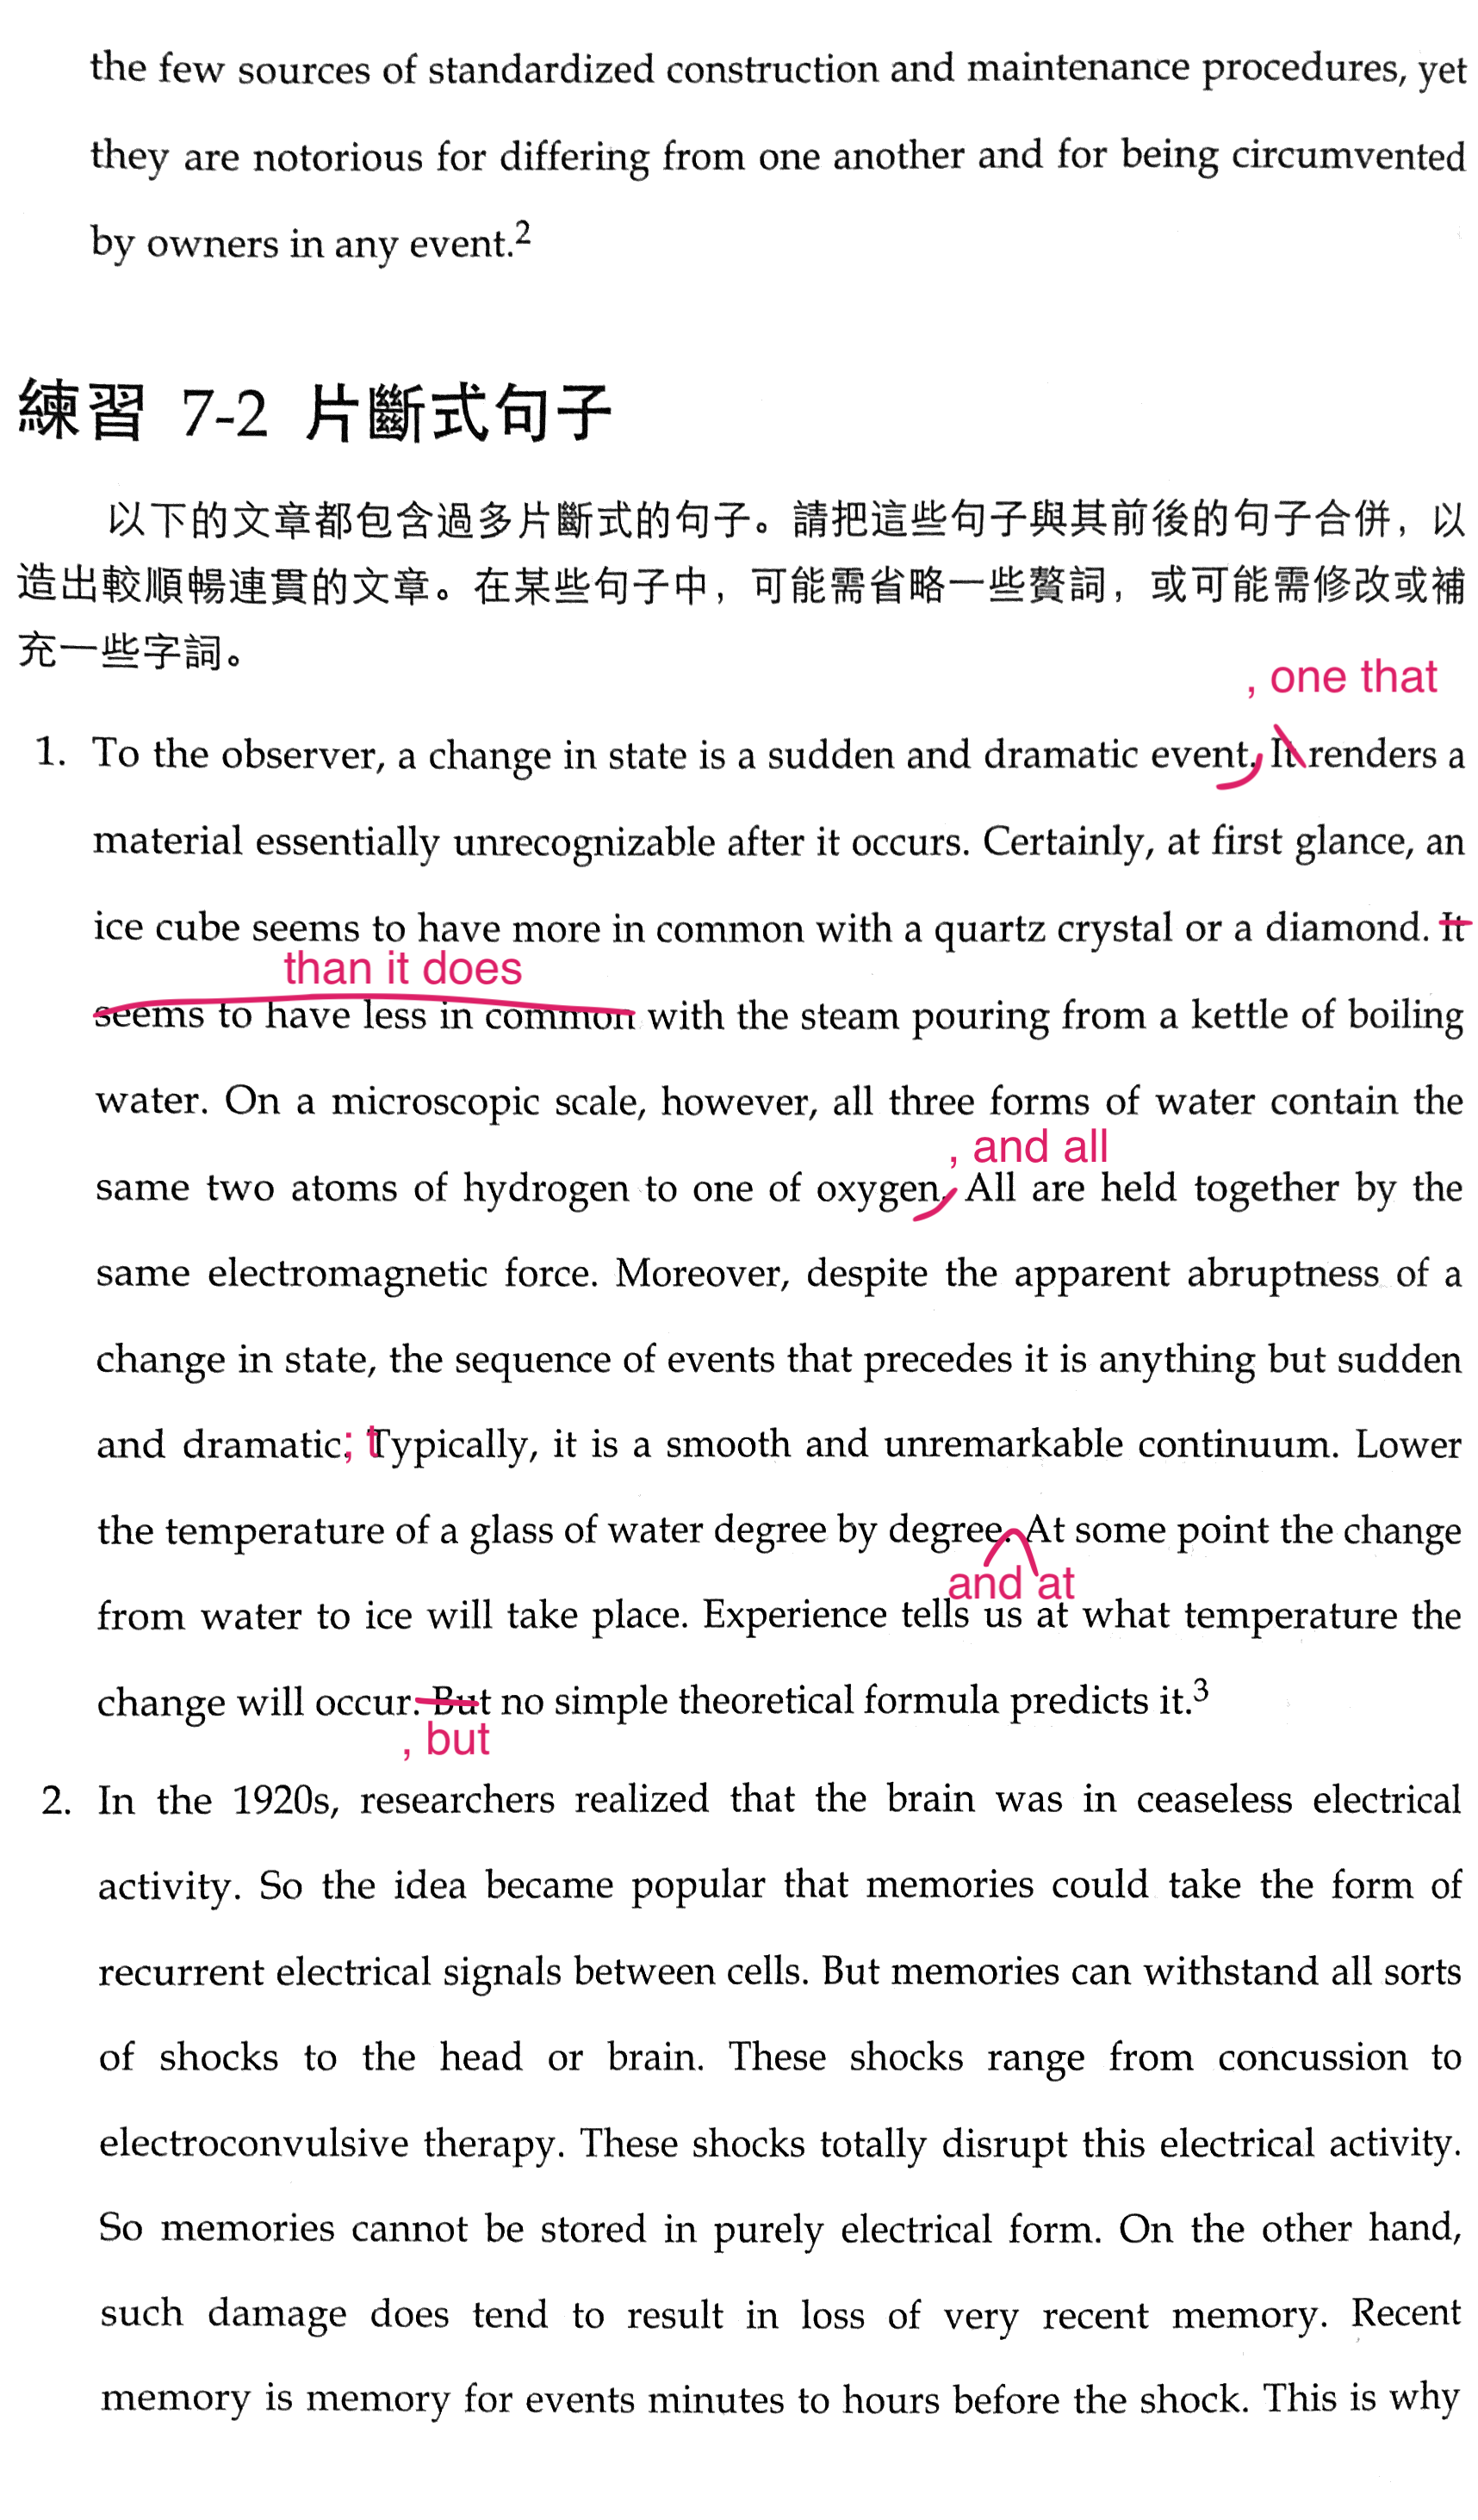 the few sources of standardized construction and maintenance procedures, yet
they are notorious for differing from one another and for being circumvented
by owners in any event.2
練習 7-2 片斷式句子
以下的文章都包含過多片斷式的句子。請把這些句子與其前後的句子合併，以
造出較順暢連貫的文章。在某些句子中，可能需省略一些贅詞，或可能需修改或補
充一些字詞。
, one that
1. To the observer, a change in state is a sudden and dramatic event. It renders a
material essentially unrecognizable after it occurs. Certainly, at first glance, an
ice cube seems to have more in common with a quartz crystal or a diamond. It
than it does
seems to have less in common with the steam pouring from a kettle of boiling
water. On a microscopic scale, however, all three forms of water contain the
, and all
same two atoms of hydrogen to one of oxygen. All are held together by the
same electromagnetic force. Moreover, despite the apparent abruptness of a
change in state, the sequence of events that precedes it is anything but sudden
and dramatic; typically, it is a smooth and unremarkable continuum. Lower
the temperature of a glass of water degree by degree. At some point the change
and at
from water to ice will take place. Experience tells us at what temperature the
change will occur. But no simple theoretical formula predicts it.3
, but
2. In the 1920s, researchers realized that the brain was in ceaseless electrical
activity. So the idea became popular that memories could take the form of
recurrent electrical signals between cells. But memories can withstand all sorts
of shocks to the head or brain. These shocks range from concussion to
electroconvulsive therapy. These shocks totally disrupt this electrical activity.
So memories cannot be stored in purely electrical form. On the other hand,
such damage does tend to result in loss of very recent memory. Recent
memory is memory for events minutes to hours before the shock. This is why